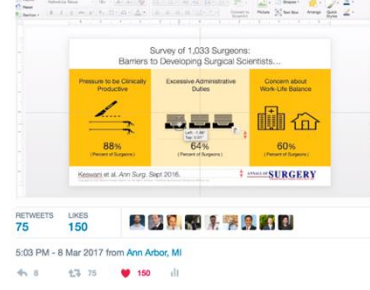 Survey of 1,033 Surgeons:
Barriers to Developing Surgical Scientists...
Pressure to be Clinically
Productive
Excessive Administrative
Duties
Concern about
Work-Life Balance
88%
(Percent of Surgeons)
64%
(Percent of Surgeons)
60%
(Percent of Surgeons)
Keswani et al. Ann Surg. Sept 2016.
ANNALS OF SURGERY
RETWEETS
75
LIKES
150
5:03 PM - 8 Mar 2017 from Ann Arbor, MI
8
75
150